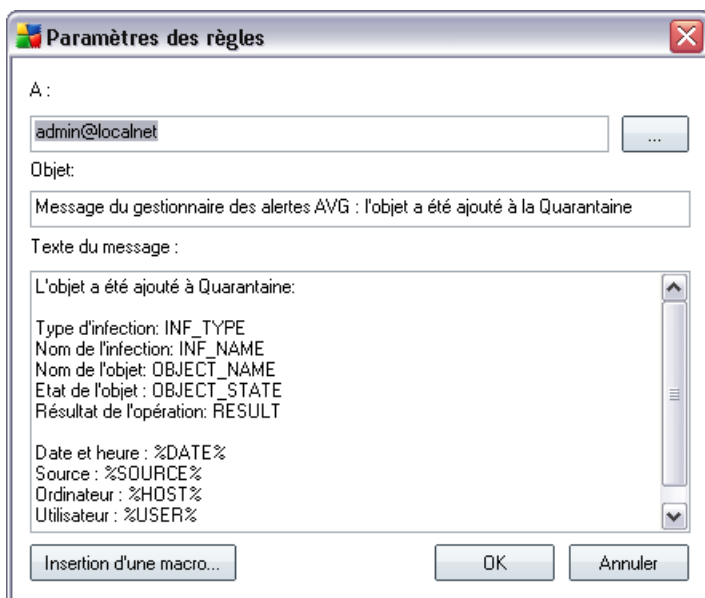 Paramètres des règles
A :
admin@localnet
...
Objet:
Message du gestionnaire des alertes AVG : l'objet a été ajouté à la Quarantaine
Texte du message :
L'objet a été ajouté à Quarantaine:
Type d'infection: INF_TYPE
Nom de l'infection: INF_NAME
Nom de l'objet: OBJECT_NAME
Etat de l'objet : OBJECT_STATE
Résultat de l'opération: RESULT
Date et heure : %DATE%
Source : %SOURCE%
Ordinateur : %HOST%
Utilisateur : %USER%
Insertion d'une macro...
OK
Annuler